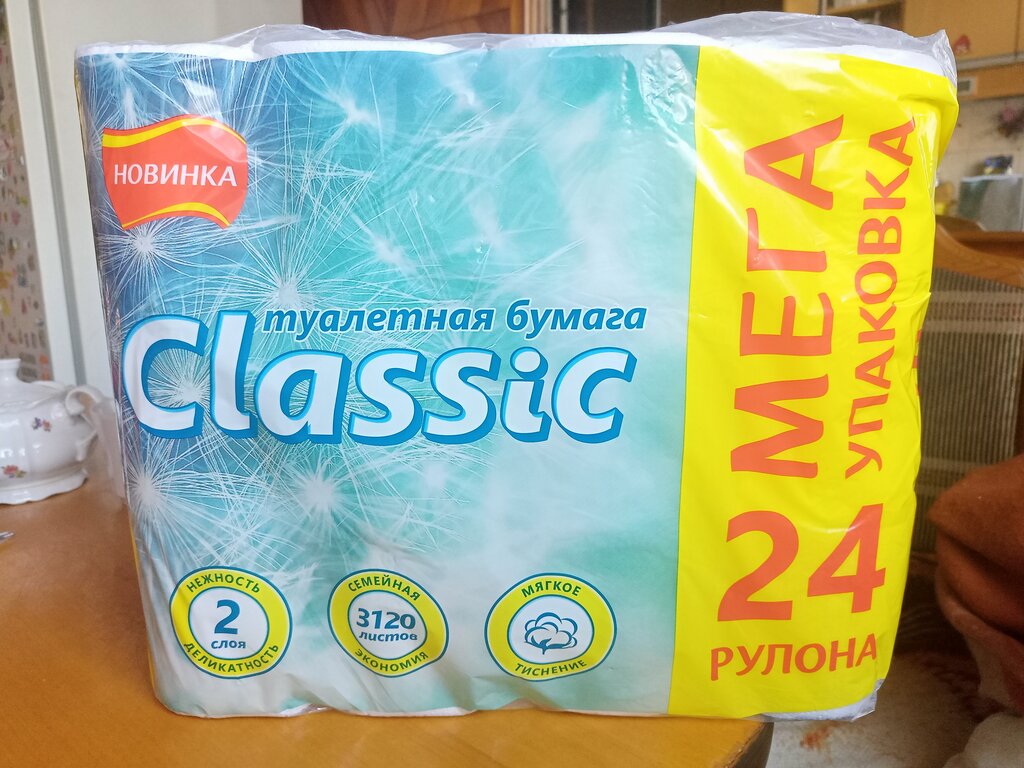 НОВИНКА
туалетная бумага
Classic
НЕЖНОСТЬ
2
слоя
ДЕЛИКАТНОСТЬ
СЕМЕЙНАЯ
3120
листов
ЭКОНОМИЯ
МЯГКОЕ
ТИСНЕНИЕ
МЕГА
УПАКОВКА
24
РУЛОНА